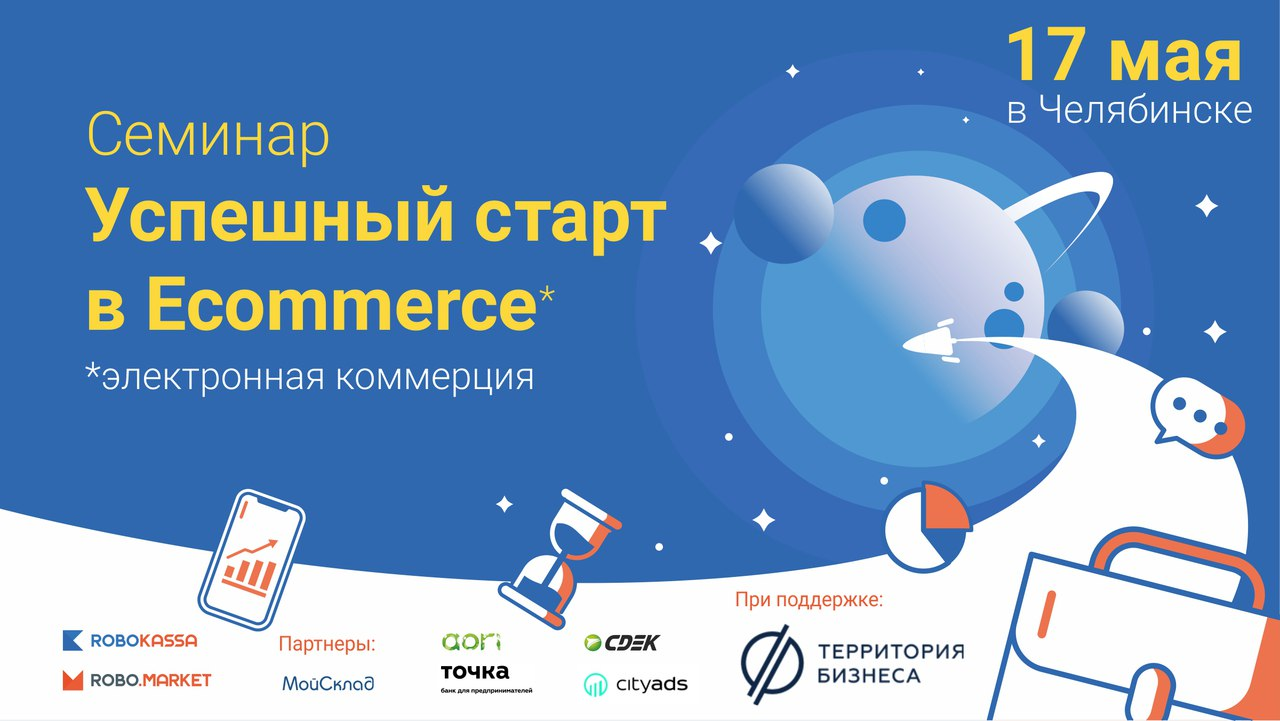 17 мая
в Челябинске
Семинар
Успешный старт
в Ecommerce*
*электронная коммерция
При поддержке:
ТЕРРИТОРИЯ
БИЗНЕСА
ROBOKASSA
ROBO.MARKET
Партнеры:
МойСклад
aori
точка
банк для предпринимателей
CDEK
cityads